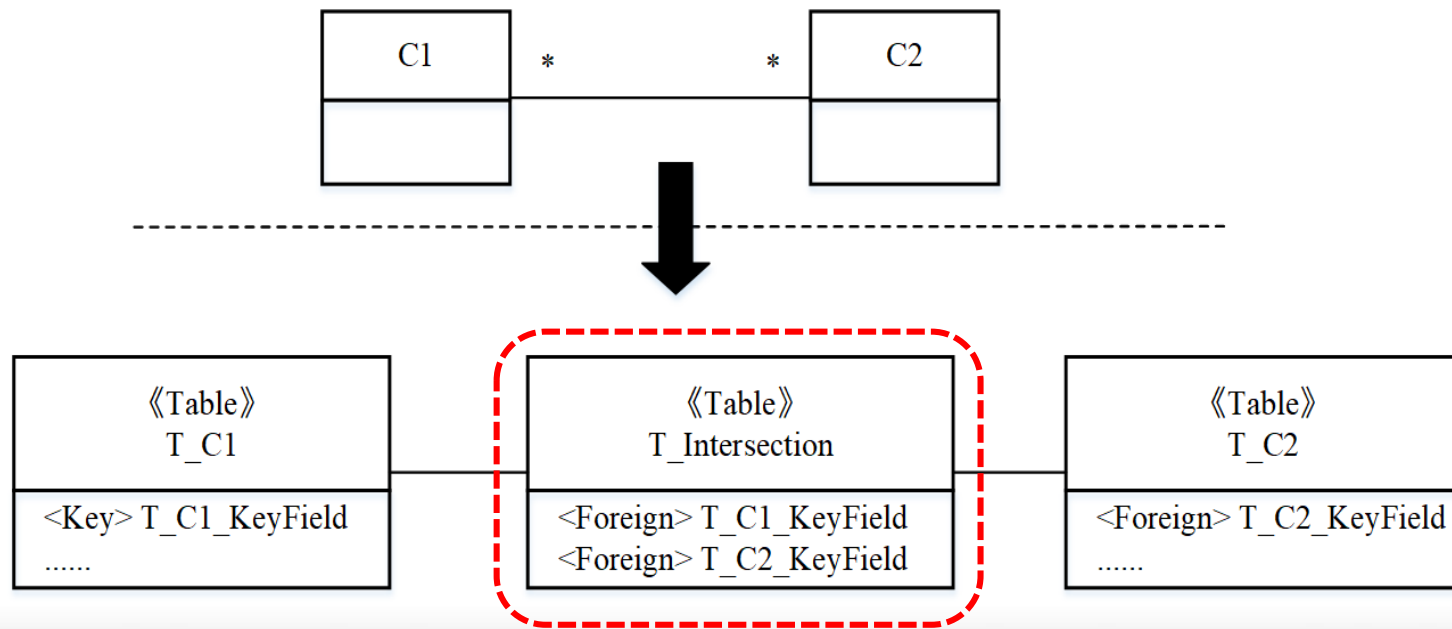 C1
*
*
C2
《Table》
T_C1
<Key> T_C1_KeyField
......
《Table》
T_Intersection
<Foreign> T_C1_KeyField
<Foreign> T_C2_KeyField
《Table》
T_C2
<Foreign> T_C2_KeyField
......